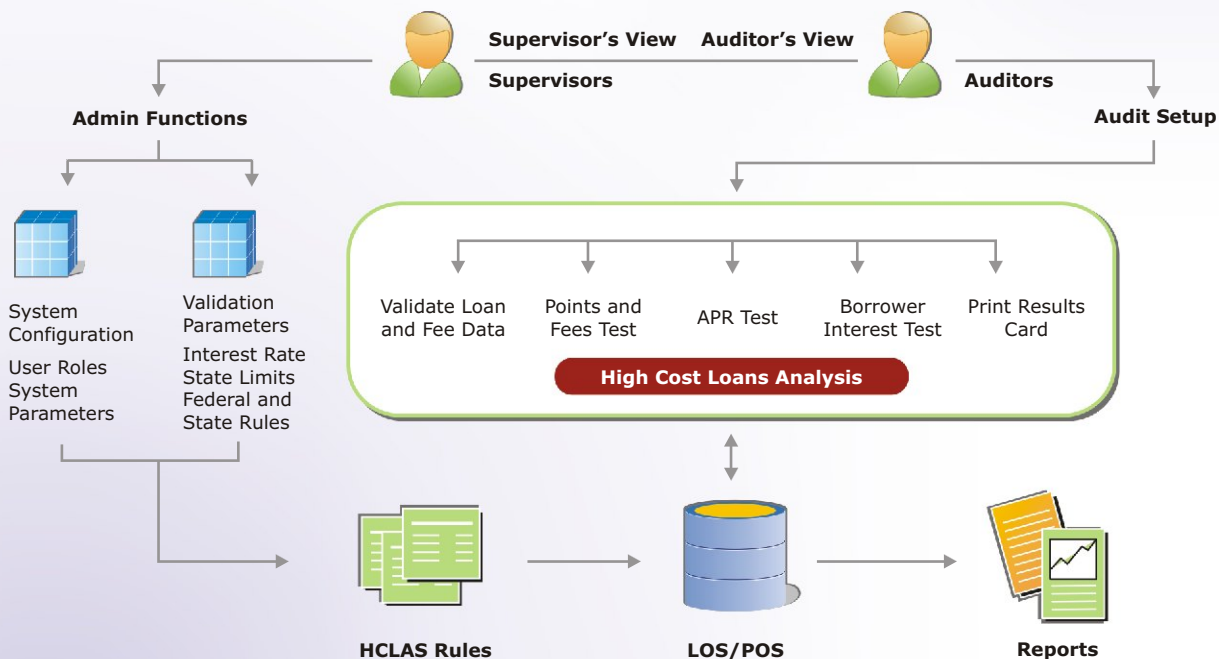 Supervisor's View
Auditor's View
Supervisors
Auditors
Admin Functions
Audit Setup
System
Configuration
User Roles
System
Parameters
Validation
Parameters
Interest Rate
State Limits
Federal and
State Rules
Validate Loan
and Fee Data
Points and
Fees Test
APR Test
Borrower
Interest Test
Print Results
Card
High Cost Loans Analysis
HCLAS Rules
LOS/POS
Reports